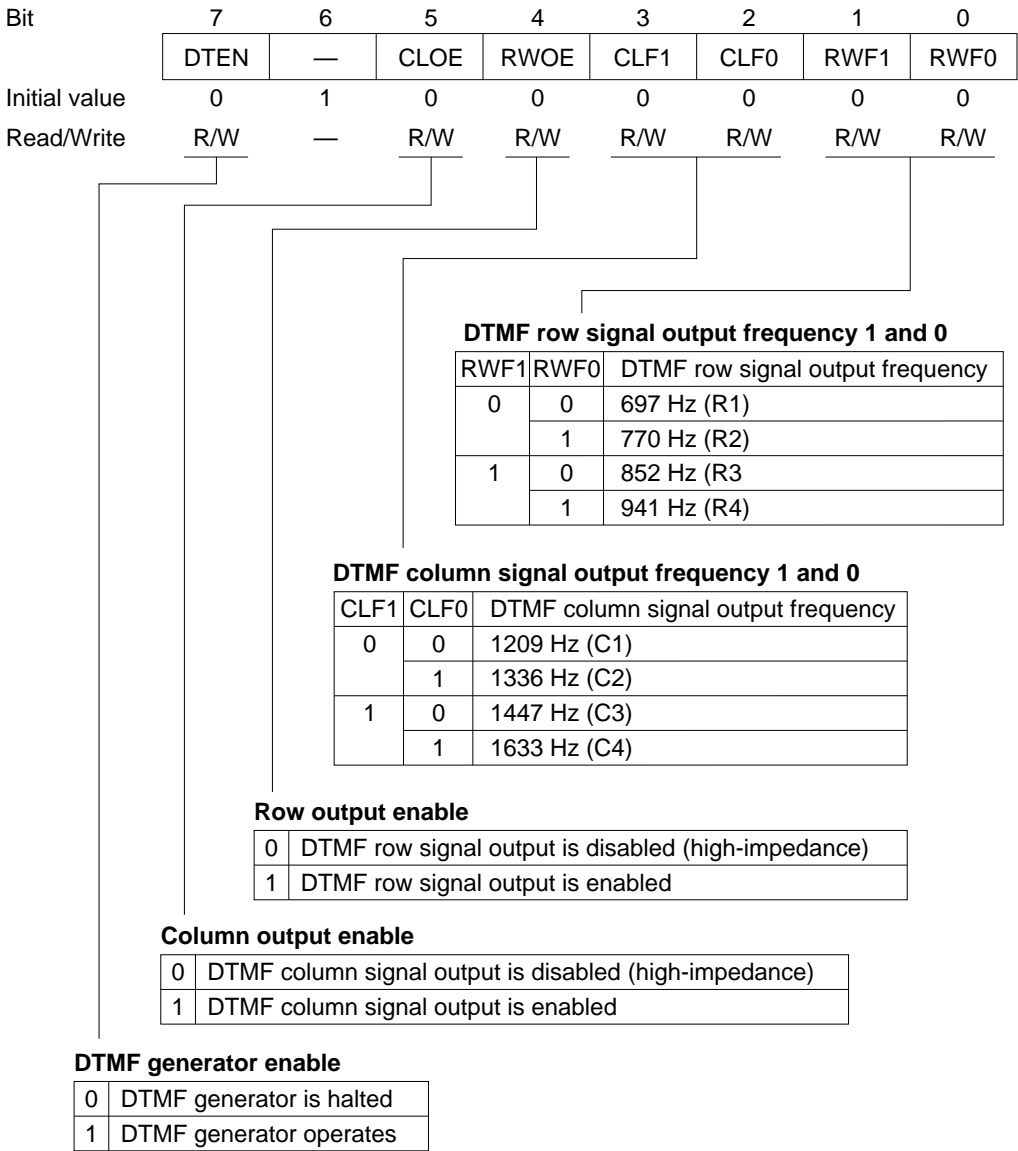 Bit 7 6 5 4 3 2 1 0
DTEN — CLOE RWOE CLF1 CLF0 RWF1 RWF0
Initial value 0 1 0 0 0 0 0 0
Read/Write R/W — R/W R/W R/W R/W R/W R/W
DTMF row signal output frequency 1 and 0
RWF1 RWF0 DTMF row signal output frequency
0 0 697 Hz (R1)
1 770 Hz (R2)
1 0 852 Hz (R3
1 941 Hz (R4)
DTMF column signal output frequency 1 and 0
CLF1 CLF0 DTMF column signal output frequency
0 0 1209 Hz (C1)
1 1336 Hz (C2)
1 0 1447 Hz (C3)
1 1633 Hz (C4)
Row output enable
0 DTMF row signal output is disabled (high-impedance)
1 DTMF row signal output is enabled
Column output enable
0 DTMF column signal output is disabled (high-impedance)
1 DTMF column signal output is enabled
DTMF generator enable
0 DTMF generator is halted
1 DTMF generator operates